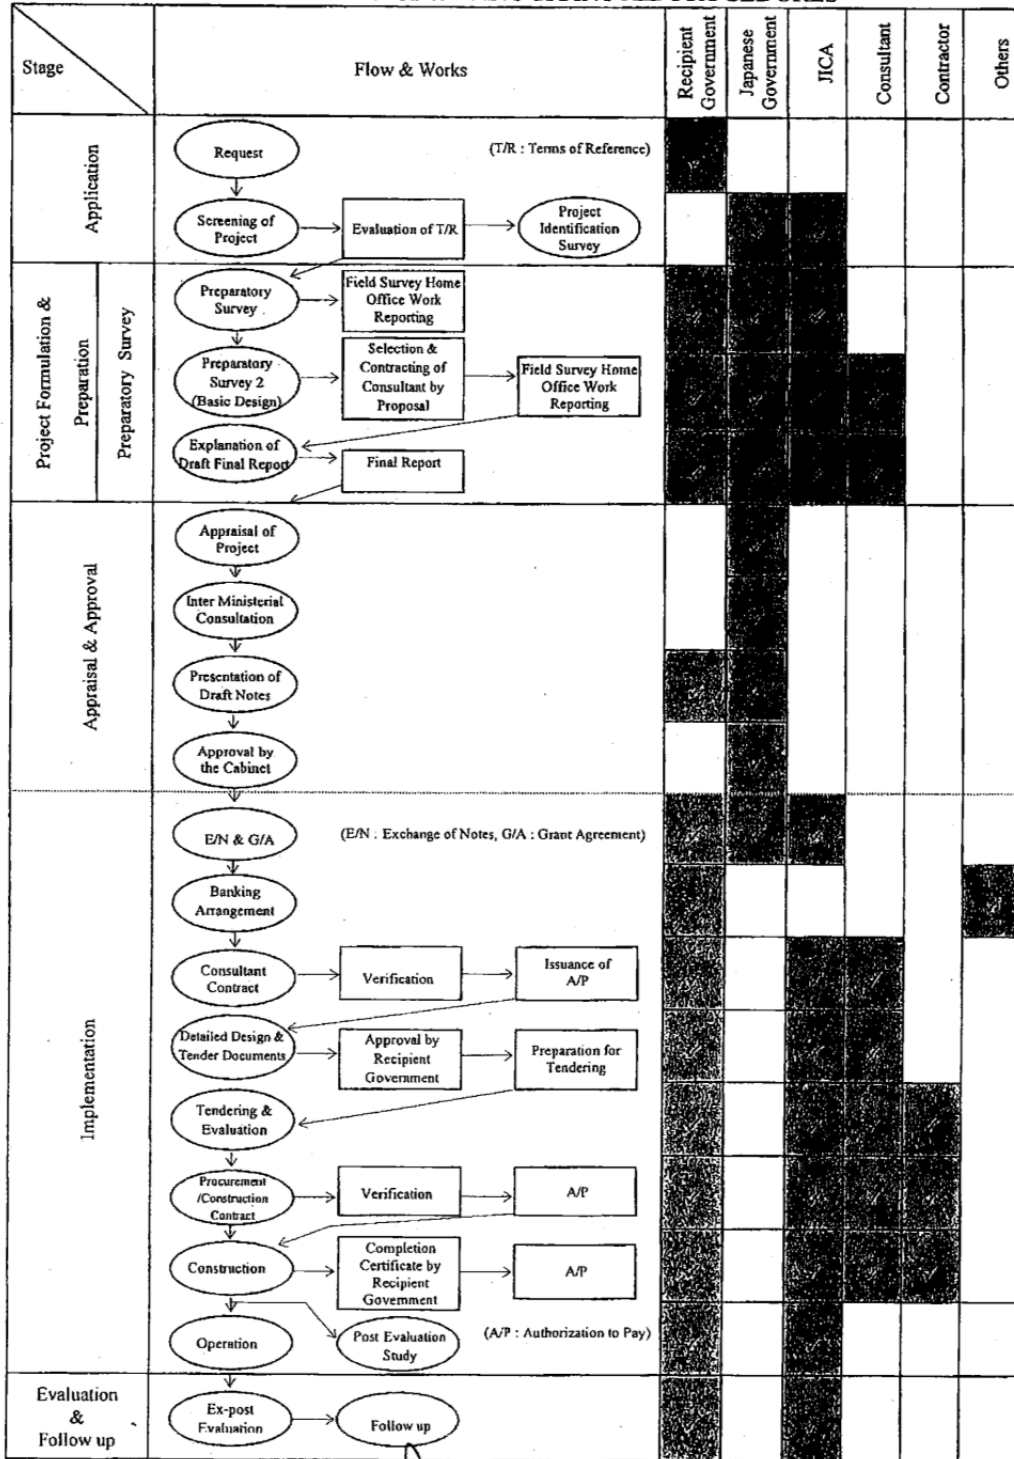 PROCEDURES
Stage
Flow & Works
Recipient
Government
Japanese
Government
JICA
Consultant
Contractor
Others
Application
Request
(T/R : Terms of Reference)
Screening of
Project
Evaluation of T/R
Project
Identification
Survey
Project Formulation &
Preparation
Preparatory Survey
Preparatory
Survey
Field Survey Home
Office Work
Reporting
Preparatory
Survey 2
(Basic Design)
Selection &
Contracting of
Consultant by
Proposal
Field Survey Home
Office Work
Reporting
Explanation of
Draft Final Report
Final Report
Appraisal & Approval
Appraisal of
Project
Inter Ministerial
Consultation
Presentation of
Draft Notes
Approval by
the Cabinet
Implementation
E/N & G/A
(E/N : Exchange of Notes, G/A : Grant Agreement)
Banking
Arrangement
Consultant
Contract
Verification
Issuance of
A/P
Detailed Design &
Tender Documents
Approval by
Recipient
Government
Preparation for
Tendering
Tendering &
Evaluation
Procurement
/Construction
Contract
Verification
A/P
Construction
Completion
Certificate by
Recipient
Government
A/P
Operation
Post Evaluation
Study
(A/P : Authorization to Pay)
Evaluation
&
Follow up
Ex-post
Evaluation
Follow up